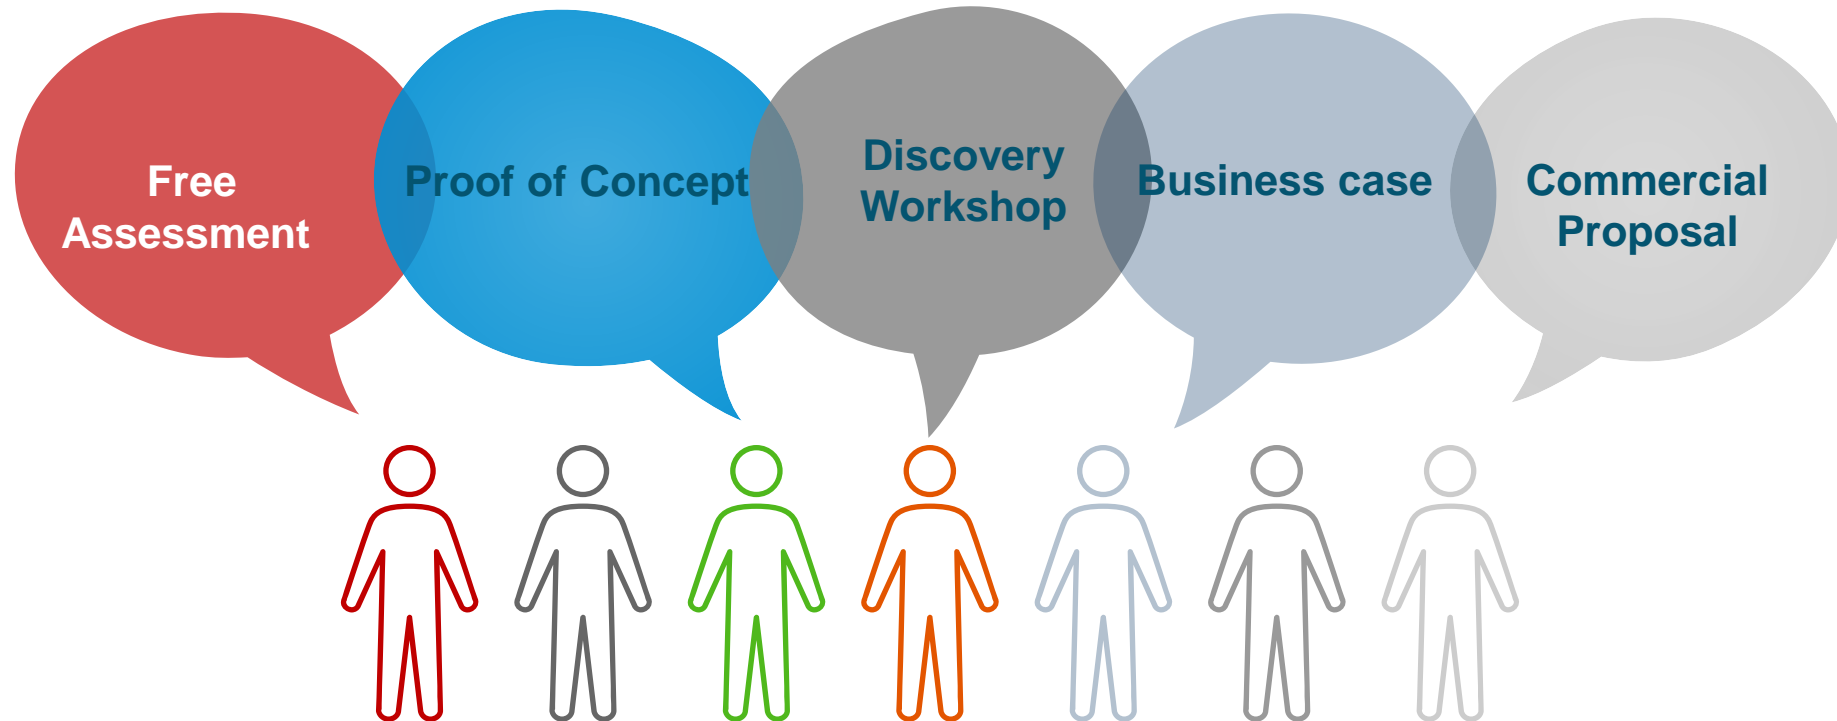 Free
Assessment
Proof of Concept
Discovery
Workshop
Business case
Commercial
Proposal